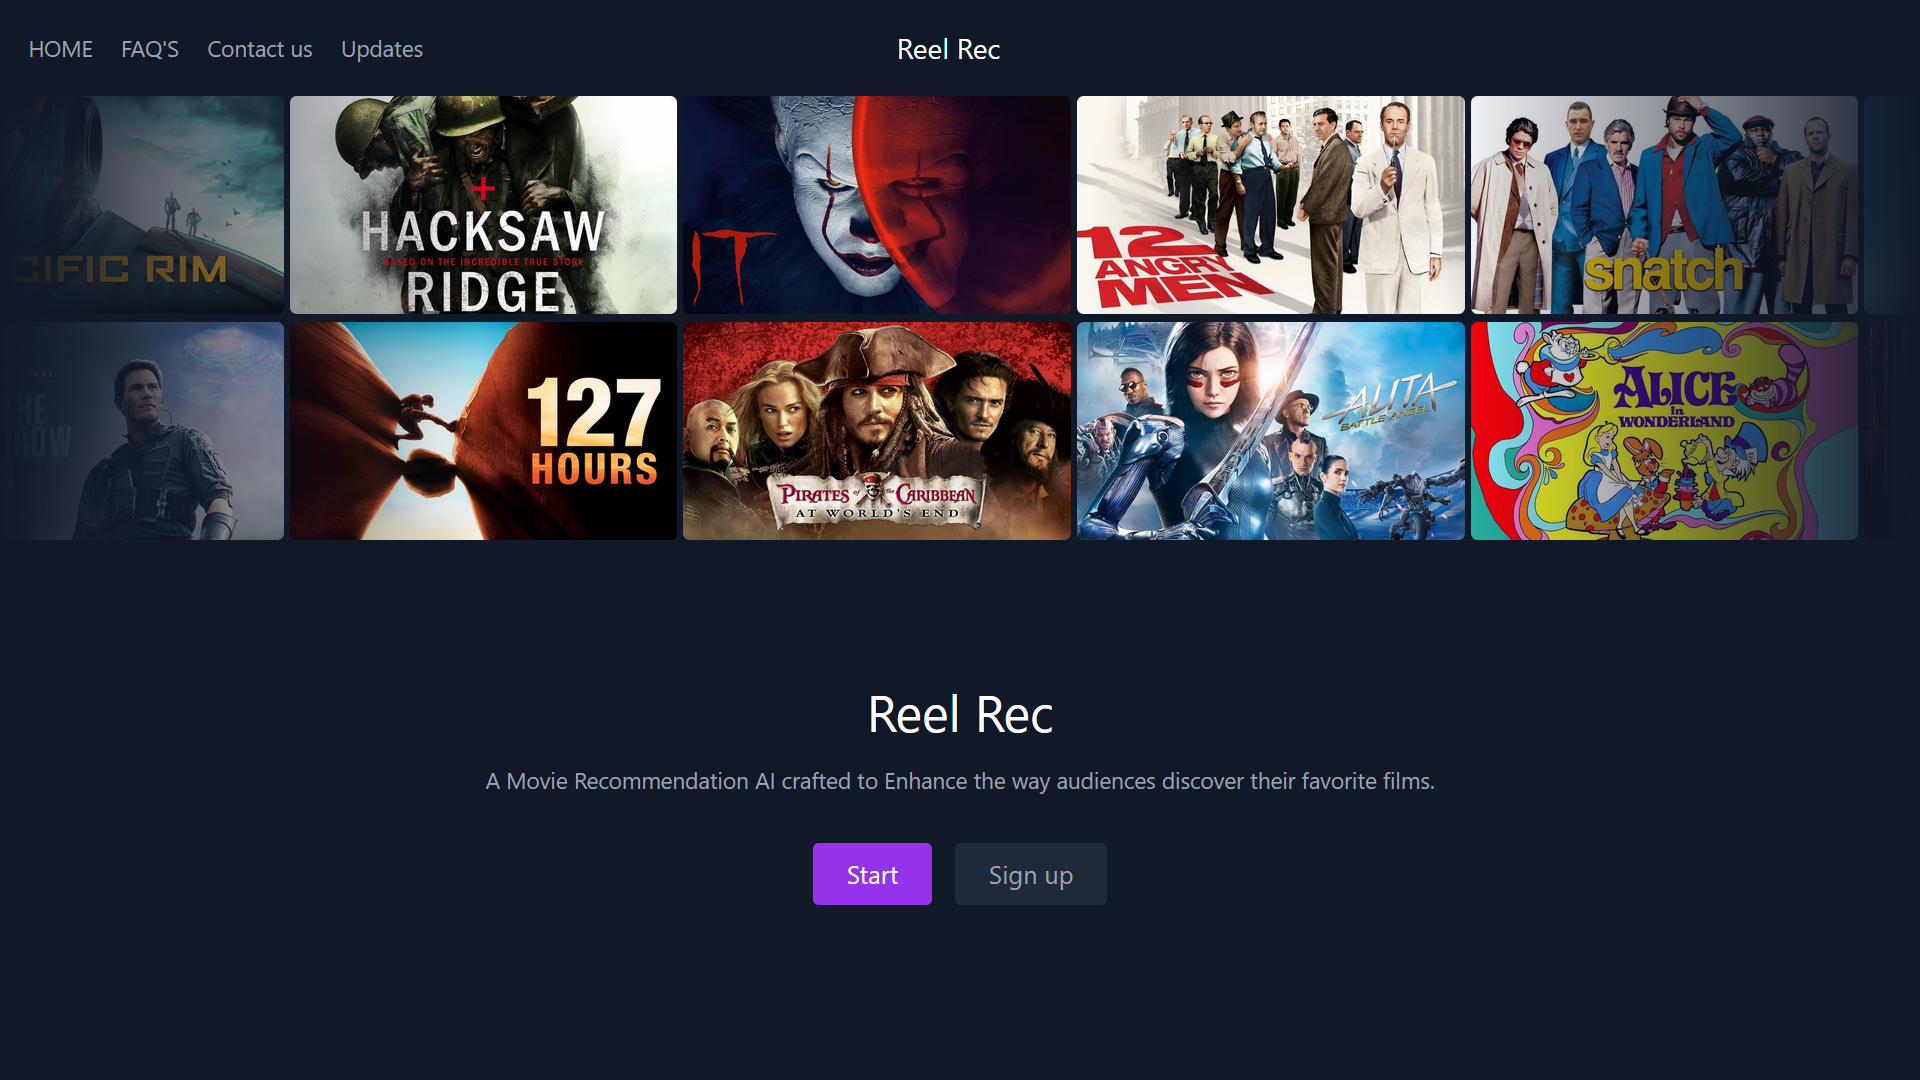 HOME FAQ'S Contact us Updates
Reel Rec
CIFIC RIM
HACKSAW
BASED ON THE INCREDIBLE TRUE STORY
RIDGE
IT
12
ANGRY
MEN
snatch
THE
127
HOURS
PIRATES of the CARIBBEAN
AT WORLD'S END
ALITA
BATTLE ANGEL
ALICE
in
WONDERLAND
Reel Rec
A Movie Recommendation AI crafted to Enhance the way audiences discover their favorite films.
Start Sign up